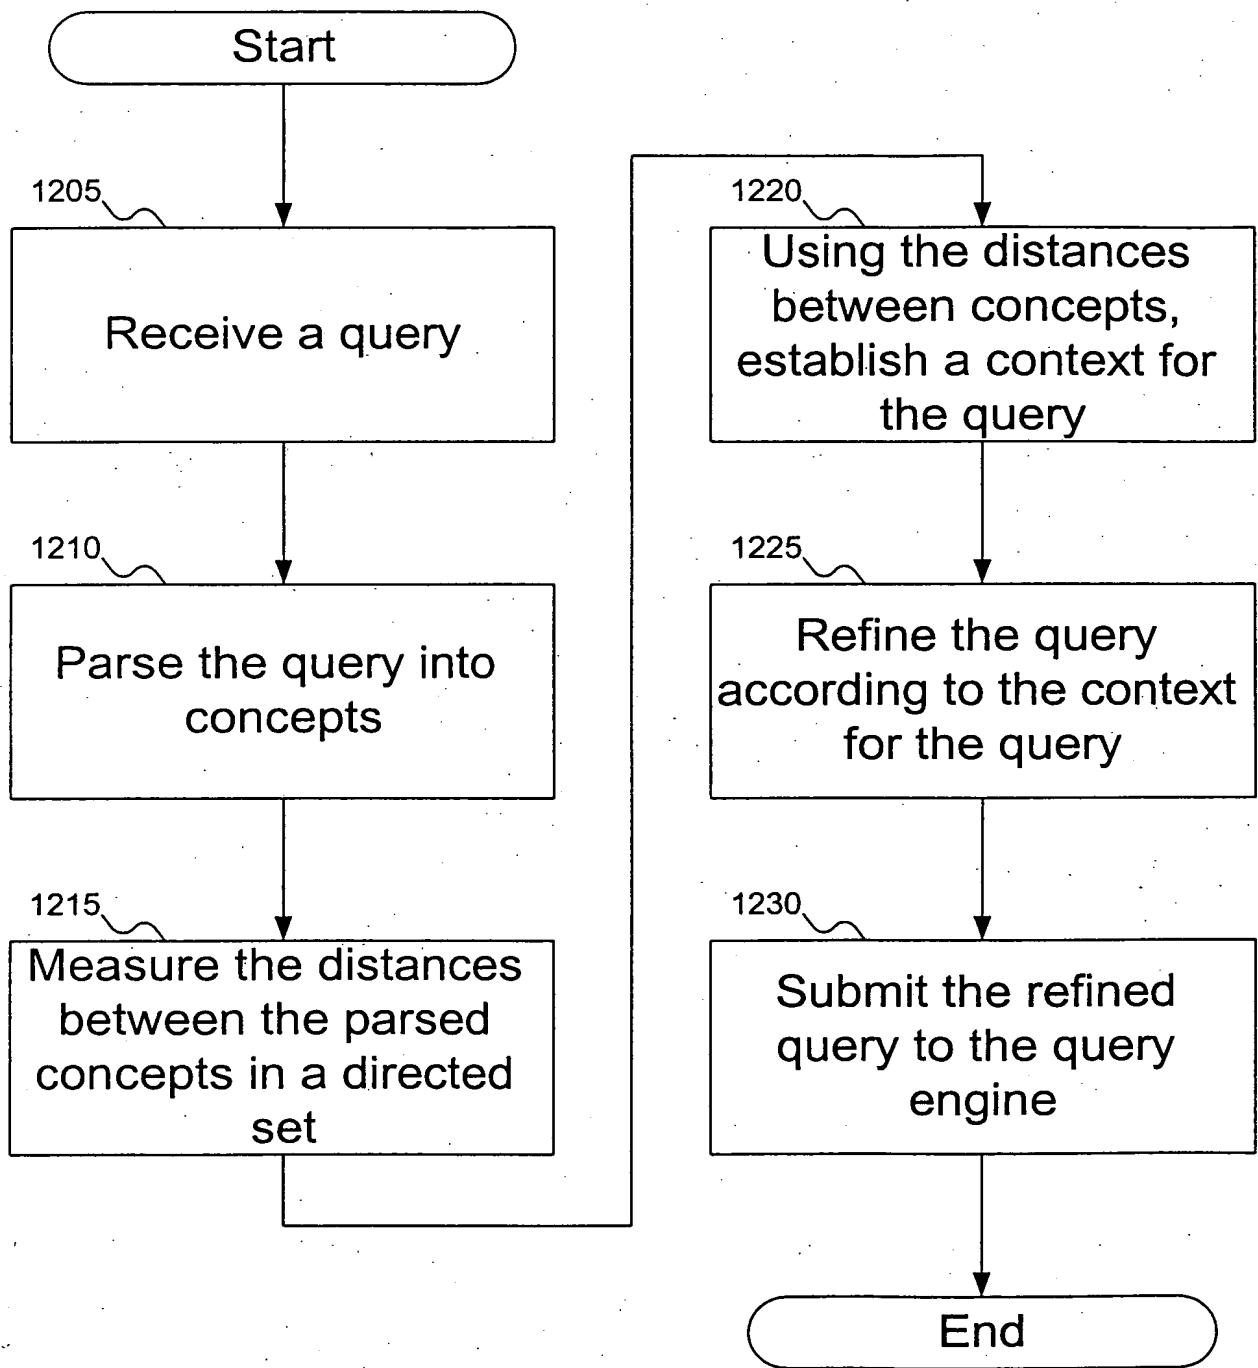 Start
1205
Receive a query
1210
Parse the query into
concepts
1215
Measure the distances
between the parsed
concepts in a directed
set
1220
Using the distances
between concepts,
establish a context for
the query
1225
Refine the query
according to the context
for the query
1230
Submit the refined
query to the query
engine
End